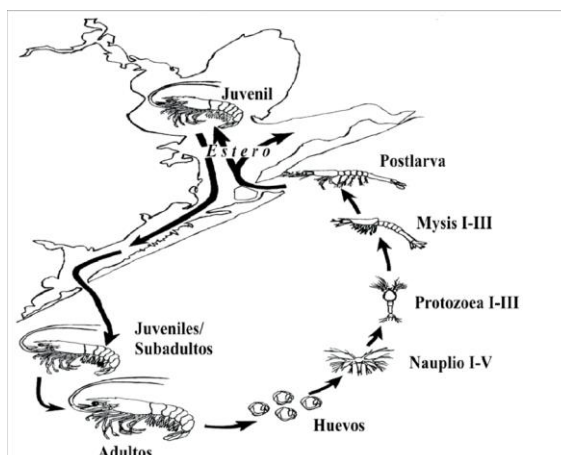 Juvenil
Estero
Postlarva
Mysis I-III
Protozoea I-III
Juveniles/
Subadultos
Nauplio I-V
Huevos
Adultos